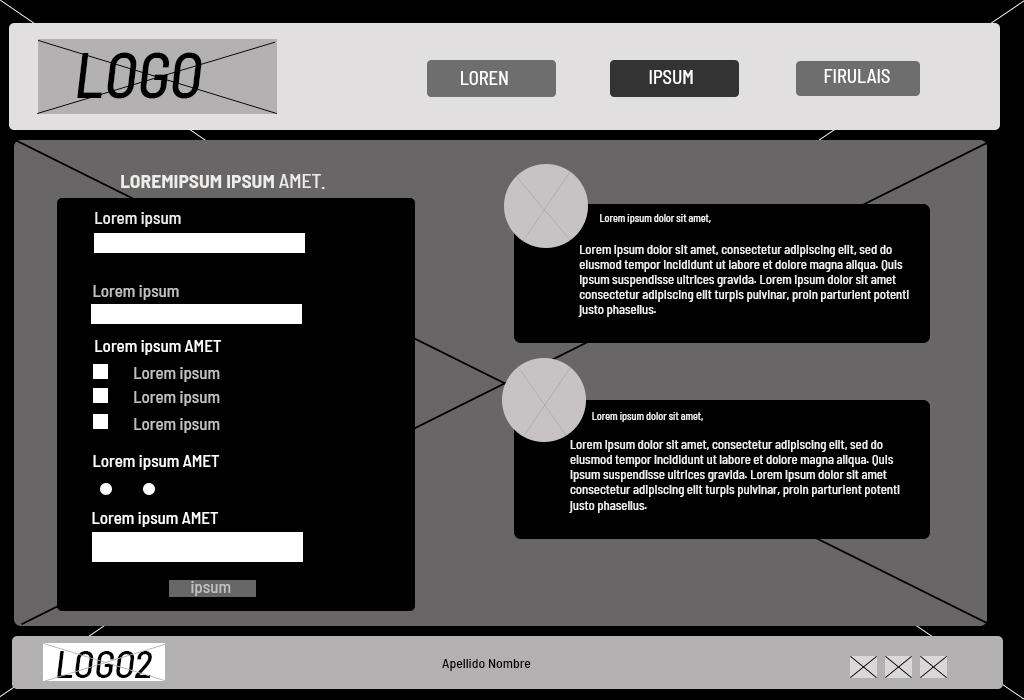 LOGO
LOREN
IPSUM
FIRULAIS
LOREMIPSUM IPSUM AMET.
Lorem ipsum
Lorem ipsum
Lorem ipsum AMET
Lorem ipsum
Lorem ipsum
Lorem ipsum
Lorem ipsum AMET
Lorem ipsum AMET
ipsum
Lorem ipsum dolor sit amet,
Lorem ipsum dolor sit amet, consectetur adipiscing elit, sed do
eiusmod tempor incididunt ut labore et dolore magna aliqua. Quis
ipsum suspendisse ultrices gravida. Lorem ipsum dolor sit amet
consectetur adipiscing elit turpis pulvinar, proin parturient potenti
justo phasellus.
Lorem ipsum dolor sit amet,
Lorem ipsum dolor sit amet, consectetur adipiscing elit, sed do
eiusmod tempor incididunt ut labore et dolore magna aliqua. Quis
ipsum suspendisse ultrices gravida. Lorem ipsum dolor sit amet
consectetur adipiscing elit turpis pulvinar, proin parturient potenti
justo phasellus.
LOGO2
Apellido Nombre